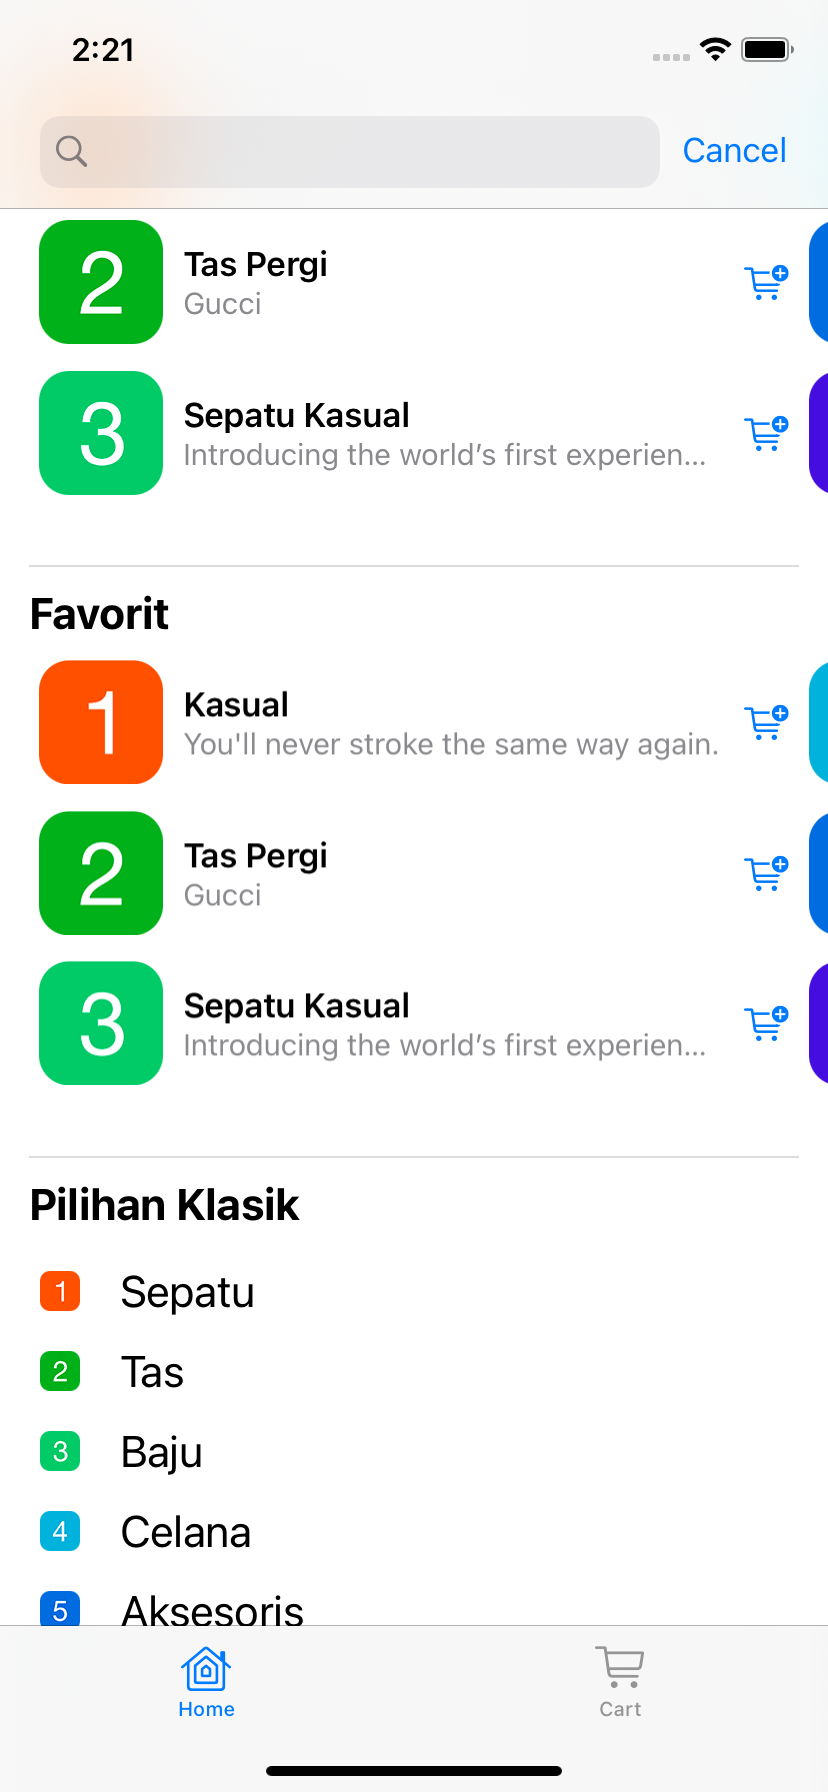 2:21
Cancel
2
Tas Pergi
Gucci
3
Sepatu Kasual
Introducing the world’s first experien...
Favorit
1
Kasual
You'll never stroke the same way again.
2
Tas Pergi
Gucci
3
Sepatu Kasual
Introducing the world’s first experien...
Pilihan Klasik
1 Sepatu
2 Tas
3 Baju
4 Celana
5 Aksesoris
Home Cart